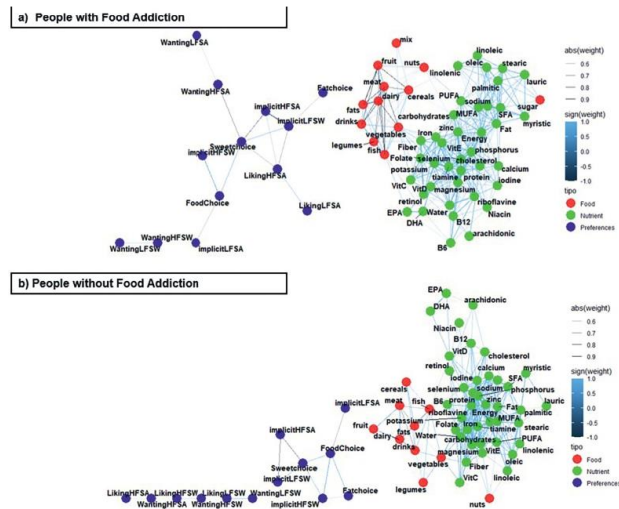 a) People with Food Addiction
WantingLFSA
WantingHFSA
implicitHFSA
Fatchoice
implicitLFSW
Sweetchoice
implicitHFSW
LikingHFSA
FoodChoice
LikingLFSA
WantingHFSW
WantingLFSW
implicitLFSA
mix
fruit
nuts
meat
dairy
cereals
fats
drinks
vegetables
legumes
fish
linoleic
oleic
stearic
linolenic
palmitic
lauric
PUFA
sodium
sugar
carbohydrates
MUFA
SFA
myristic
zinc
Fat
Iron
Energy
Fiber
VitE
phosphorus
Folate
selenium
cholesterol
potassium
calcium
tiamine
protein
iodine
VitC
VitD
magnesium
retinol
riboflavine
EPA
Water
Niacin
DHA
B12
arachidonic
B6
abs(weight)
0.6
0.7
0.8
0.9
sign(weight)
1.0
0.5
0.0
-0.5
-1.0
tipo
Food
Nutrient
Preferences
b) People without Food Addiction
implicitLFSA
implicitHFSA
FoodChoice
Sweetchoice
implicitLFSW
LikingHFSA
LikingHFSW
LikingLFSW
WantingLFSW
Fatchoice
WantingHFSA
WantingHFSW
implicitHFSW
cereals
meat
fish
fruit
potassium
fats
dairy
Water
drinks
vegetables
legumes
nuts
EPA
DHA
arachidonic
Niacin
B12
VitD
cholesterol
retinol
calcium
myristic
iodine
SFA
selenium
sodium
phosphorus
B6
protein
zinc
lauric
riboflavine
Energy
Fat
palmitic
MUFA
Folate
Iron
tiamine
stearic
carbohydrates
PUFA
magnesium
VitE
linolenic
Fiber
oleic
VitC
linoleic
abs(weight)
0.6
0.7
0.8
0.9
sign(weight)
1.0
0.5
0.0
-0.5
-1.0
tipo
Food
Nutrient
Preferences